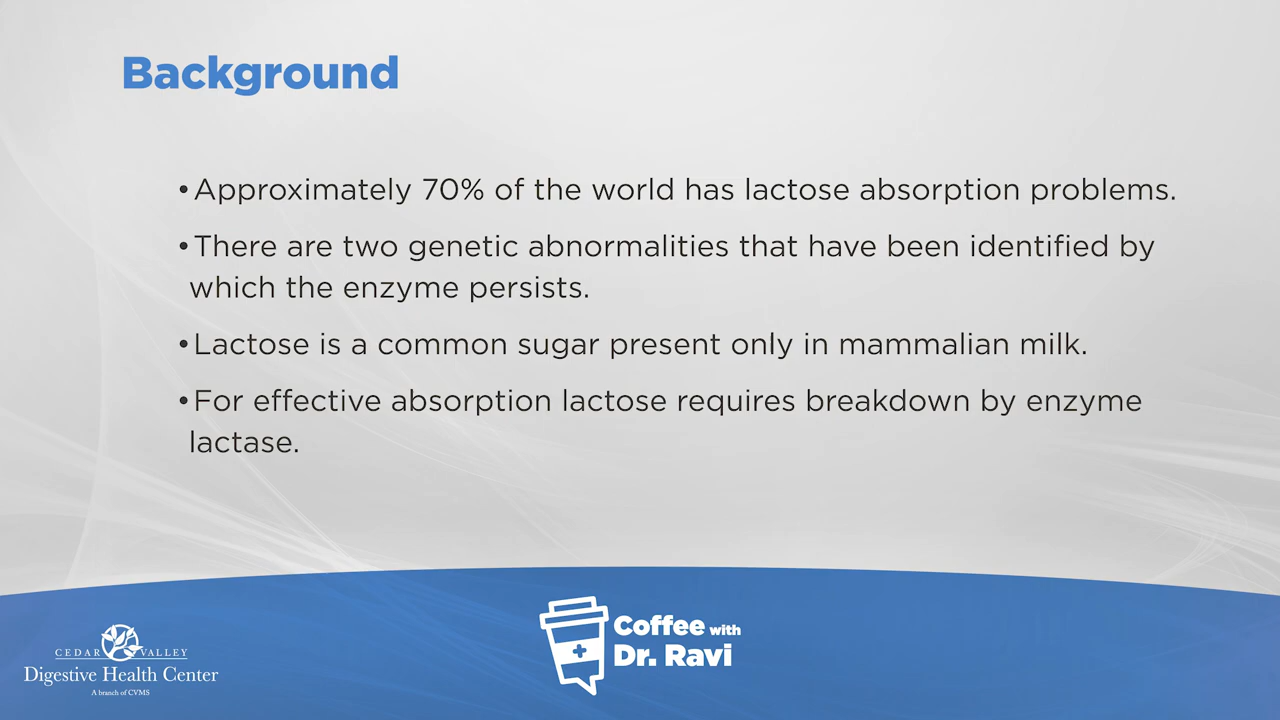 Background
•Approximately 70% of the world has lactose absorption problems.
•There are two genetic abnormalities that have been identified by
which the enzyme persists.
•Lactose is a common sugar present only in mammalian milk.
•For effective absorption lactose requires breakdown by enzyme
lactase.
CEDAR VALLEY
Digestive Health Center
A branch of CVMS
Coffee with
Dr. Ravi